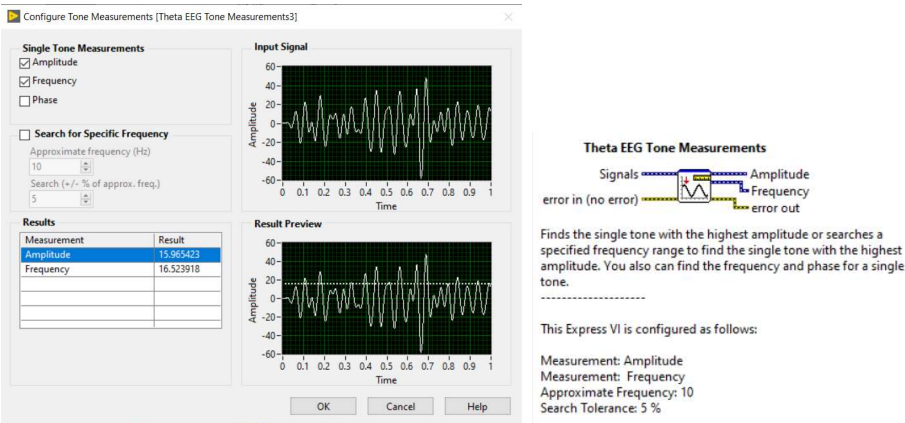 Configure Tone Measurements [Theta EEG Tone Measurements3]
Single Tone Measurements
Amplitude
Frequency
Phase
Search for Specific Frequency
Approximate frequency (Hz)
10
Search (+/- % of approx. freq.)
5
Results
Measurement Result
Amplitude 15.965423
Frequency 16.523918
Input Signal
Amplitude
60
40
20
0
-20
-40
-60
0 0.1 0.2 0.3 0.4 0.5 0.6 0.7 0.8 0.9 1
Time
Result Preview
Amplitude
60
40
20
0
-20
-40
-60
0 0.1 0.2 0.3 0.4 0.5 0.6 0.7 0.8 0.9 1
Time
OK Cancel Help
Theta EEG Tone Measurements
Signals
error in (no error)
Amplitude
Frequency
error out
Finds the single tone with the highest amplitude or searches a
specified frequency range to find the single tone with the highest
amplitude. You also can find the frequency and phase for a single
tone.
--------------------
This Express VI is configured as follows:
Measurement: Amplitude
Measurement: Frequency
Approximate Frequency: 10
Search Tolerance: 5 %